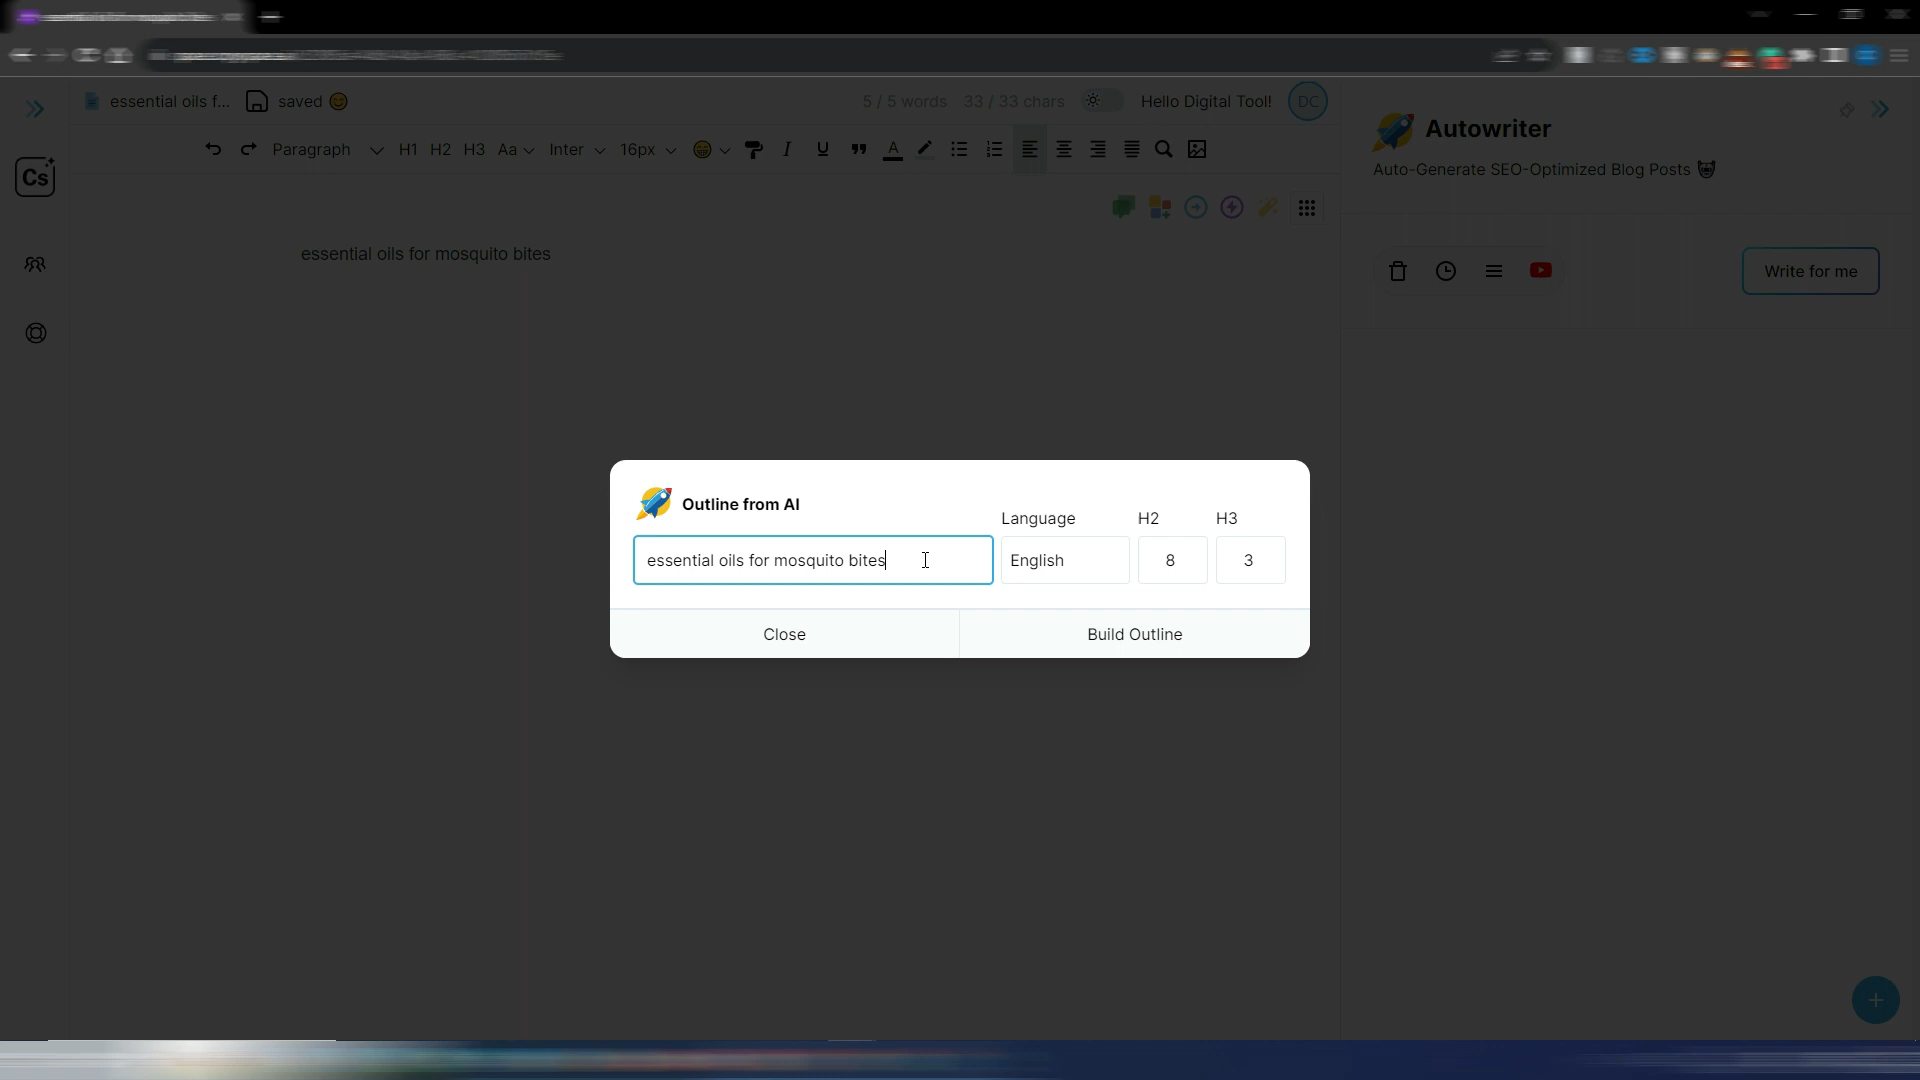 essential oils f...
saved
5 / 5 words
33 / 33 chars
Hello Digital Tool!
DC
Autowriter
Auto-Generate SEO-Optimized Blog Posts
Paragraph
H1
H2
H3
Aa
Inter
16px
A
Cs
essential oils for mosquito bites
Write for me
Outline from AI
Language
H2
H3
essential oils for mosquito bites
English
8
3
Close
Build Outline